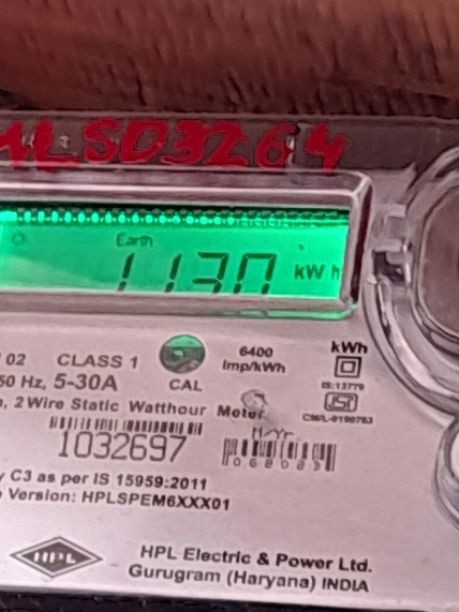 MLSD3264
Earth
1130 kWh
02 CLASS 1
CAL
6400
Imp/kWh
kWh
50 Hz, 5-30A
IS:13779
2 Wire Static Watthour Meter
1032697
C3 as per IS 15959:2011
Version: HPLSPEM6XXX01
HPL
HPL Electric & Power Ltd.
Gurugram (Haryana) INDIA